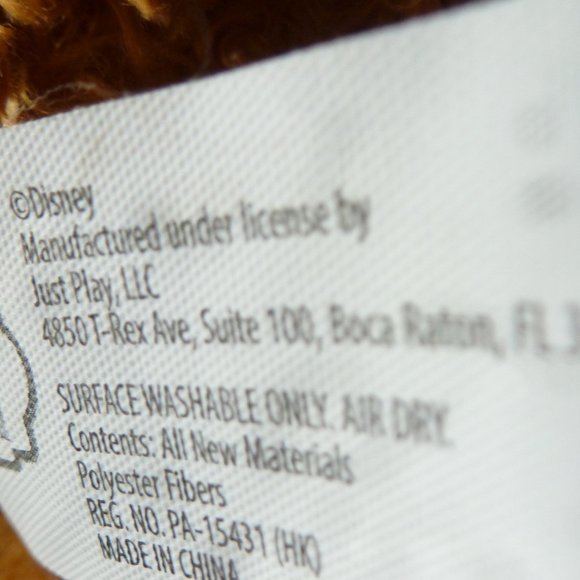 ©Disney
Manufactured under license by
Just Play, LLC
4850 T-Rex Ave, Suite 100, Boca Raton, FL
SURFACE WASHABLE ONLY. AIR DRY.
Contents: All New Materials
Polyester Fibers
REG. NO. PA-15431 (HK)
MADE IN CHINA